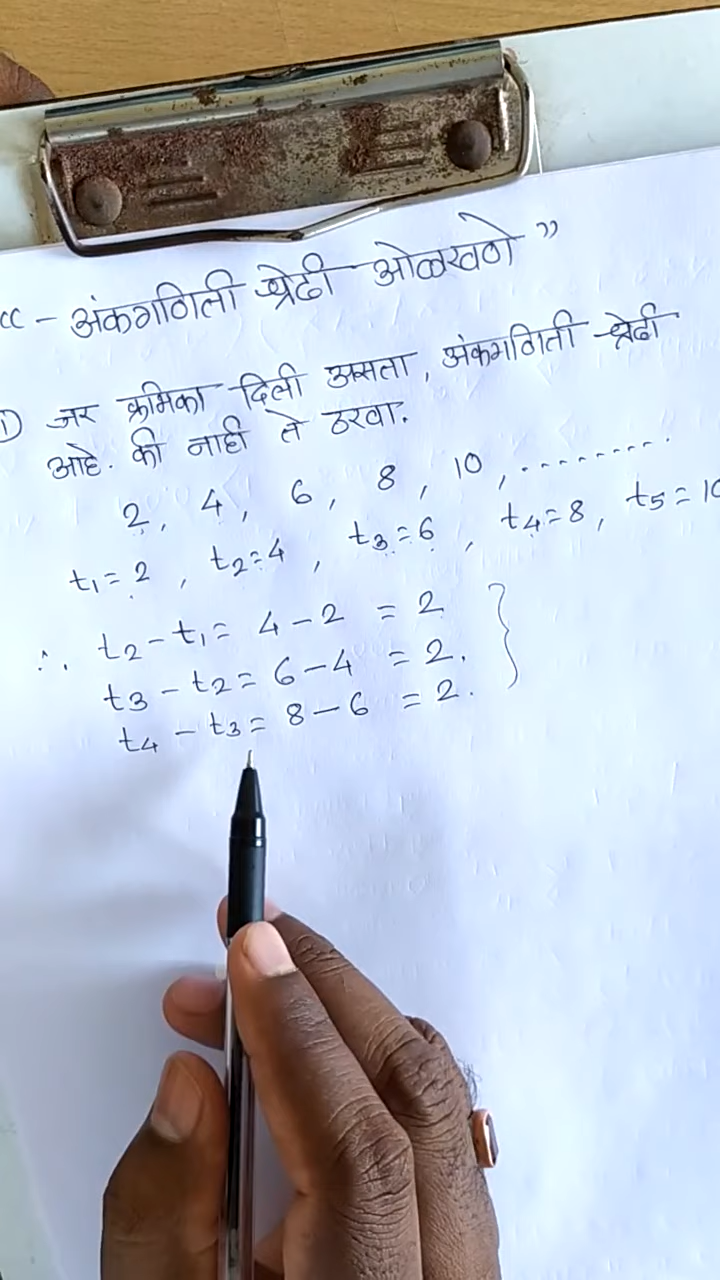 “ - अंकगणिती श्रेढी ओळखणे ”
① जर क्रमिका दिली असता, अंकगणिती श्रेढी
आहे. की नाही ते ठरवा.
2, 4, 6, 8, 10, ........
t₁=2, t₂=4, t₃=6, t₄=8, t₅=10
∴ t₂-t₁= 4-2 = 2
t₃-t₂= 6-4 = 2.
t₄-t₃= 8-6 = 2.